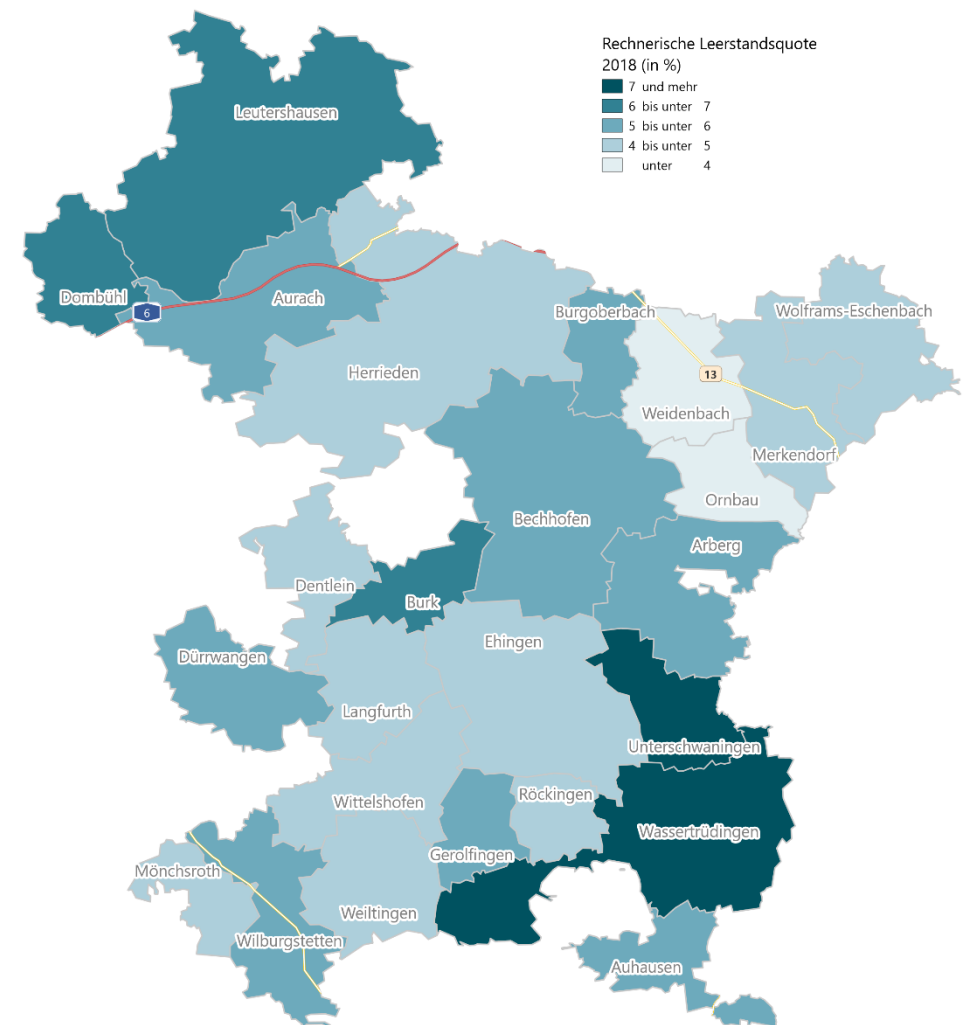 Rechnerische Leerstandsquote
2018 (in %)
7 und mehr
6 bis unter 7
5 bis unter 6
4 bis unter 5
unter 4
Leutershausen
Dombühl
6
Aurach
Burgoberbach
Wolframs-Eschenbach
Herrieden
13
Weidenbach
Merkendorf
Ornbau
Bechhofen
Arberg
Dentlein
Burk
Ehingen
Dürrwangen
Langfurth
Unterschwaningen
Wittelshofen
Röckingen
Wassertrüdingen
Gerolfingen
Mönchsroth
Weiltingen
Wilburgstetten
Auhausen